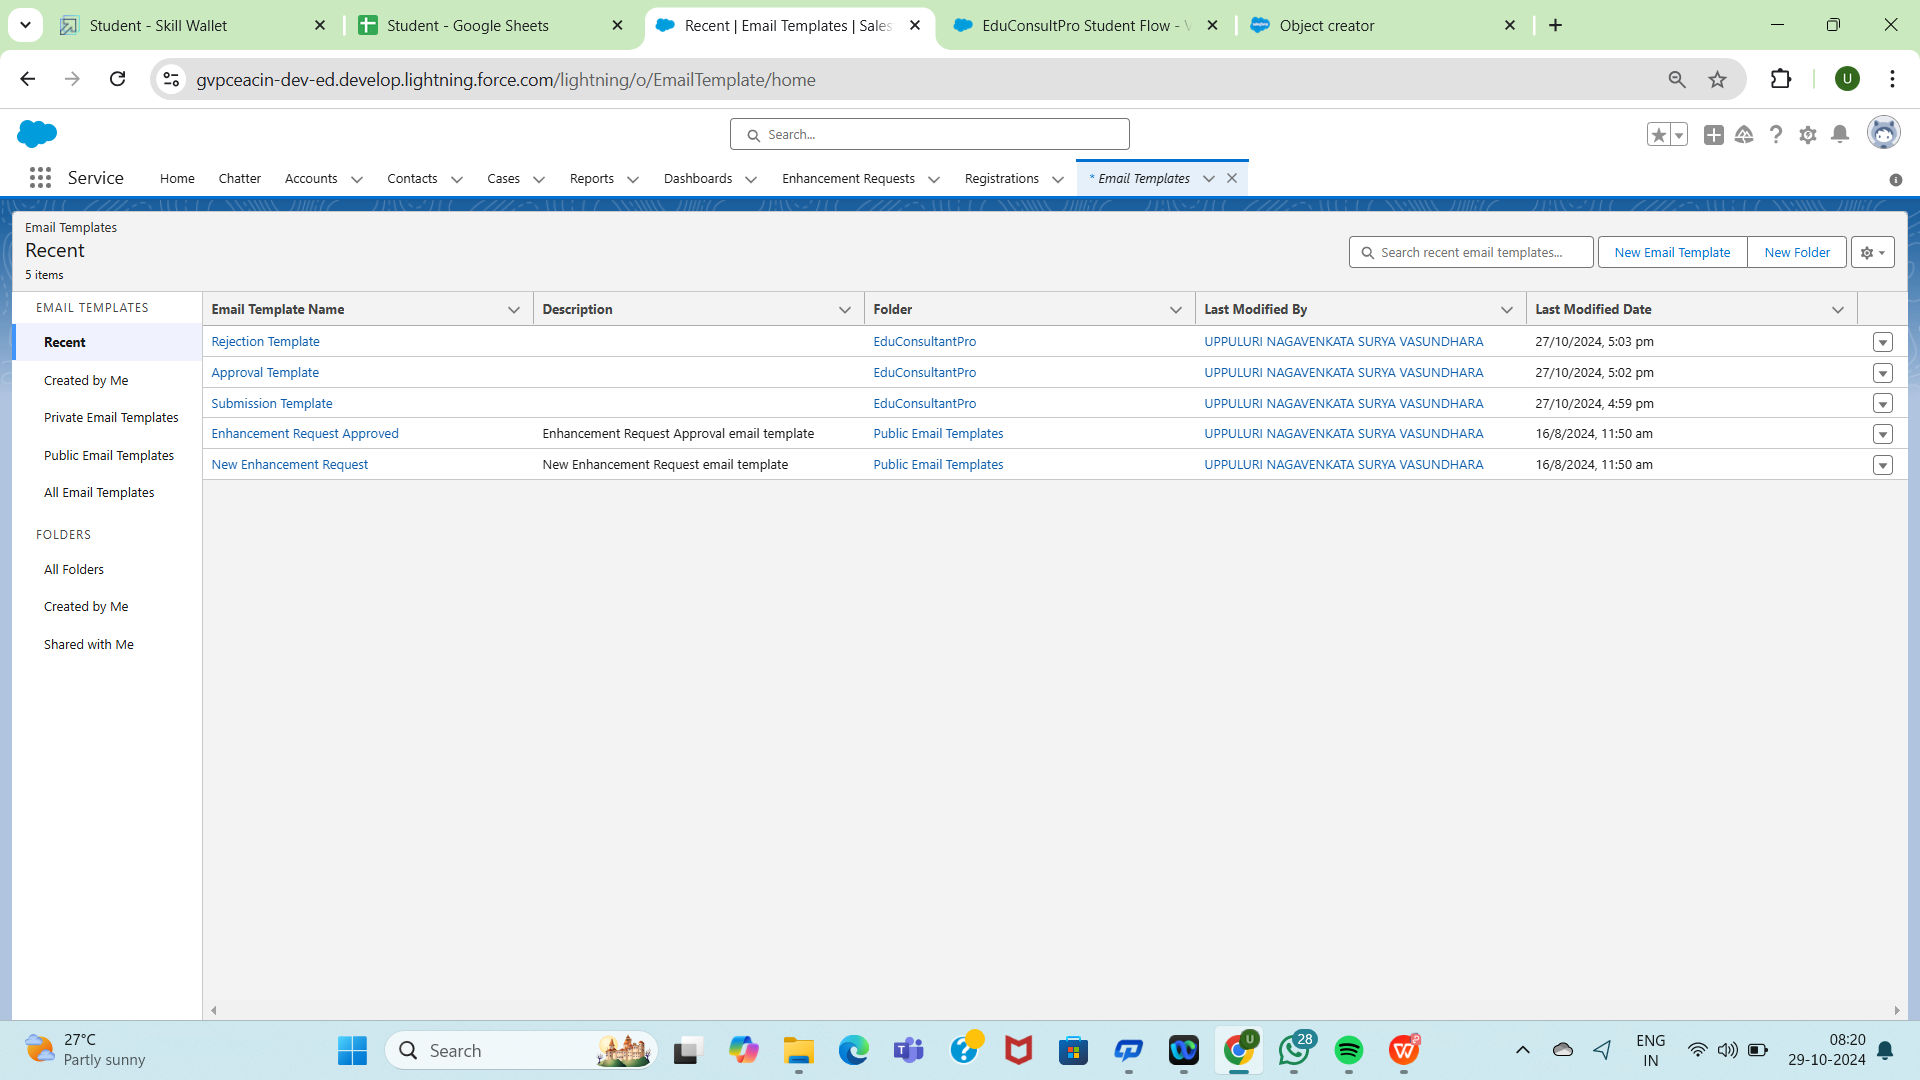 Student - Skill Wallet
Student - Google Sheets
Recent | Email Templates | Sales
EduConsultPro Student Flow - V
Object creator
gvpceacin-dev-ed.develop.lightning.force.com/lightning/o/EmailTemplate/home
U
Search...
Service
Home
Chatter
Accounts
Contacts
Cases
Reports
Dashboards
Enhancement Requests
Registrations
* Email Templates
Email Templates
Recent
5 items
Search recent email templates...
New Email Template
New Folder
EMAIL TEMPLATES
Recent
Created by Me
Private Email Templates
Public Email Templates
All Email Templates
FOLDERS
All Folders
Created by Me
Shared with Me
Email Template Name Description Folder Last Modified By Last Modified Date
Rejection Template EduConsultantPro UPPULURI NAGAVENKATA SURYA VASUNDHARA 27/10/2024, 5:03 pm
Approval Template EduConsultantPro UPPULURI NAGAVENKATA SURYA VASUNDHARA 27/10/2024, 5:02 pm
Submission Template EduConsultantPro UPPULURI NAGAVENKATA SURYA VASUNDHARA 27/10/2024, 4:59 pm
Enhancement Request Approved Enhancement Request Approval email template Public Email Templates UPPULURI NAGAVENKATA SURYA VASUNDHARA 16/8/2024, 11:50 am
New Enhancement Request New Enhancement Request email template Public Email Templates UPPULURI NAGAVENKATA SURYA VASUNDHARA 16/8/2024, 11:50 am
27°C
Partly sunny
Search
U
28
ENG
IN
08:20
29-10-2024